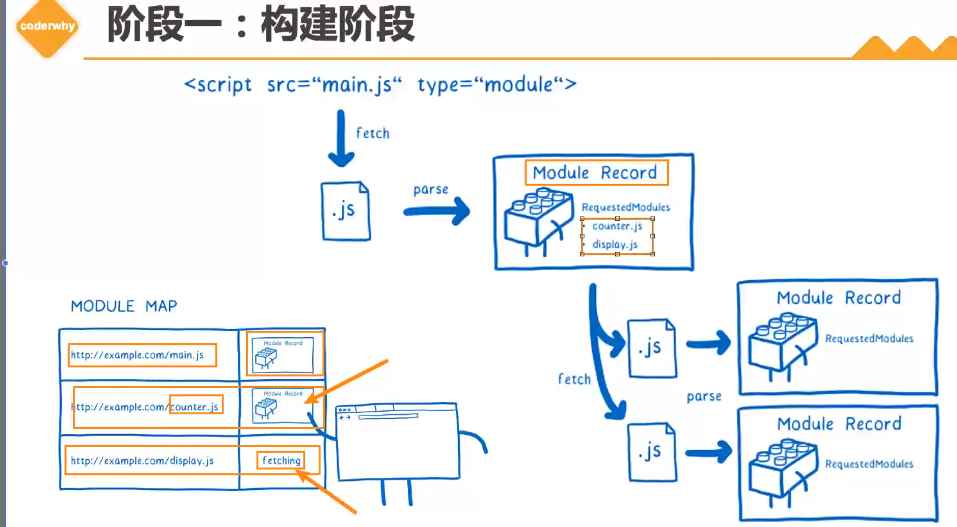 coderwhy
阶段一：构建阶段
<script src="main.js" type="module">
fetch
.js
parse
Module Record
RequestedModules
· counter.js
· display.js
MODULE MAP
http://example.com/main.js
Module Record
http://example.com/counter.js
Module Record
http://example.com/display.js
fetching
fetch
.js
Module Record
RequestedModules
parse
.js
Module Record
RequestedModules